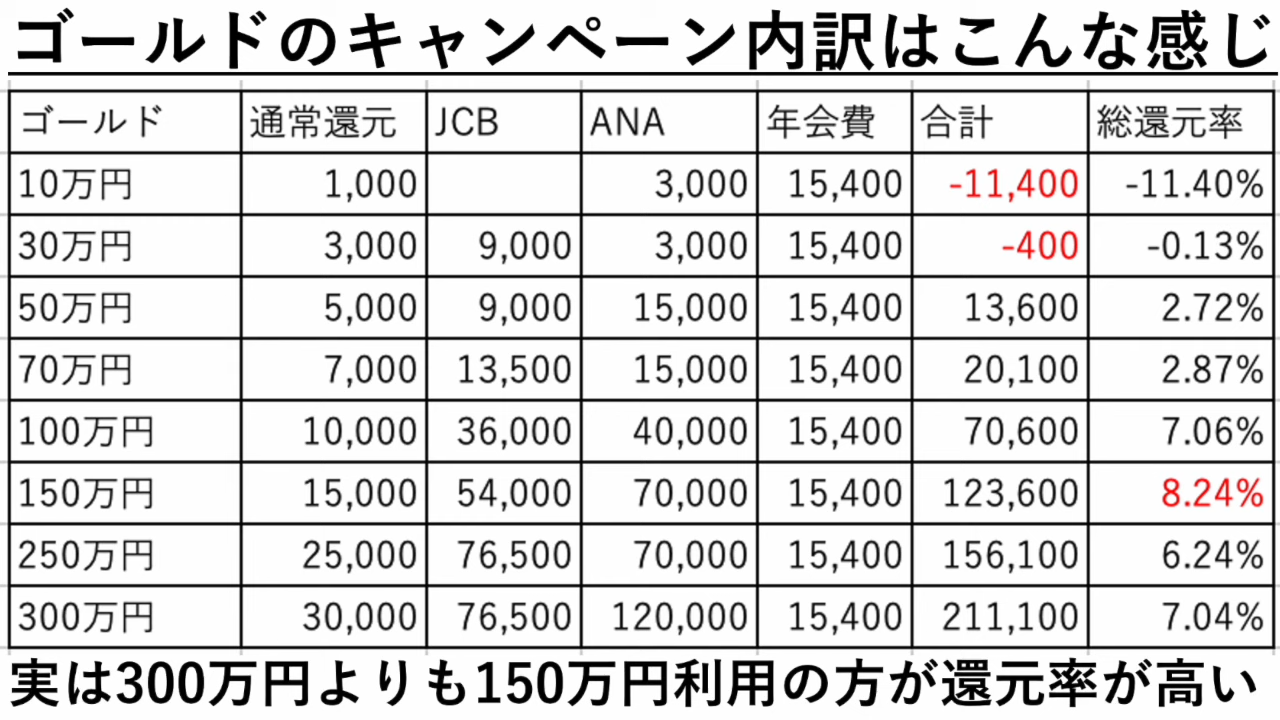 ゴールドのキャンペーン内訳はこんな感じ
ゴールド 通常還元 JCB ANA 年会費 合計 総還元率
10万円 1,000 3,000 15,400 -11,400 -11.40%
30万円 3,000 9,000 3,000 15,400 -400 -0.13%
50万円 5,000 9,000 15,000 15,400 13,600 2.72%
70万円 7,000 13,500 15,000 15,400 20,100 2.87%
100万円 10,000 36,000 40,000 15,400 70,600 7.06%
150万円 15,000 54,000 70,000 15,400 123,600 8.24%
250万円 25,000 76,500 70,000 15,400 156,100 6.24%
300万円 30,000 76,500 120,000 15,400 211,100 7.04%
実は300万円よりも150万円利用の方が還元率が高い